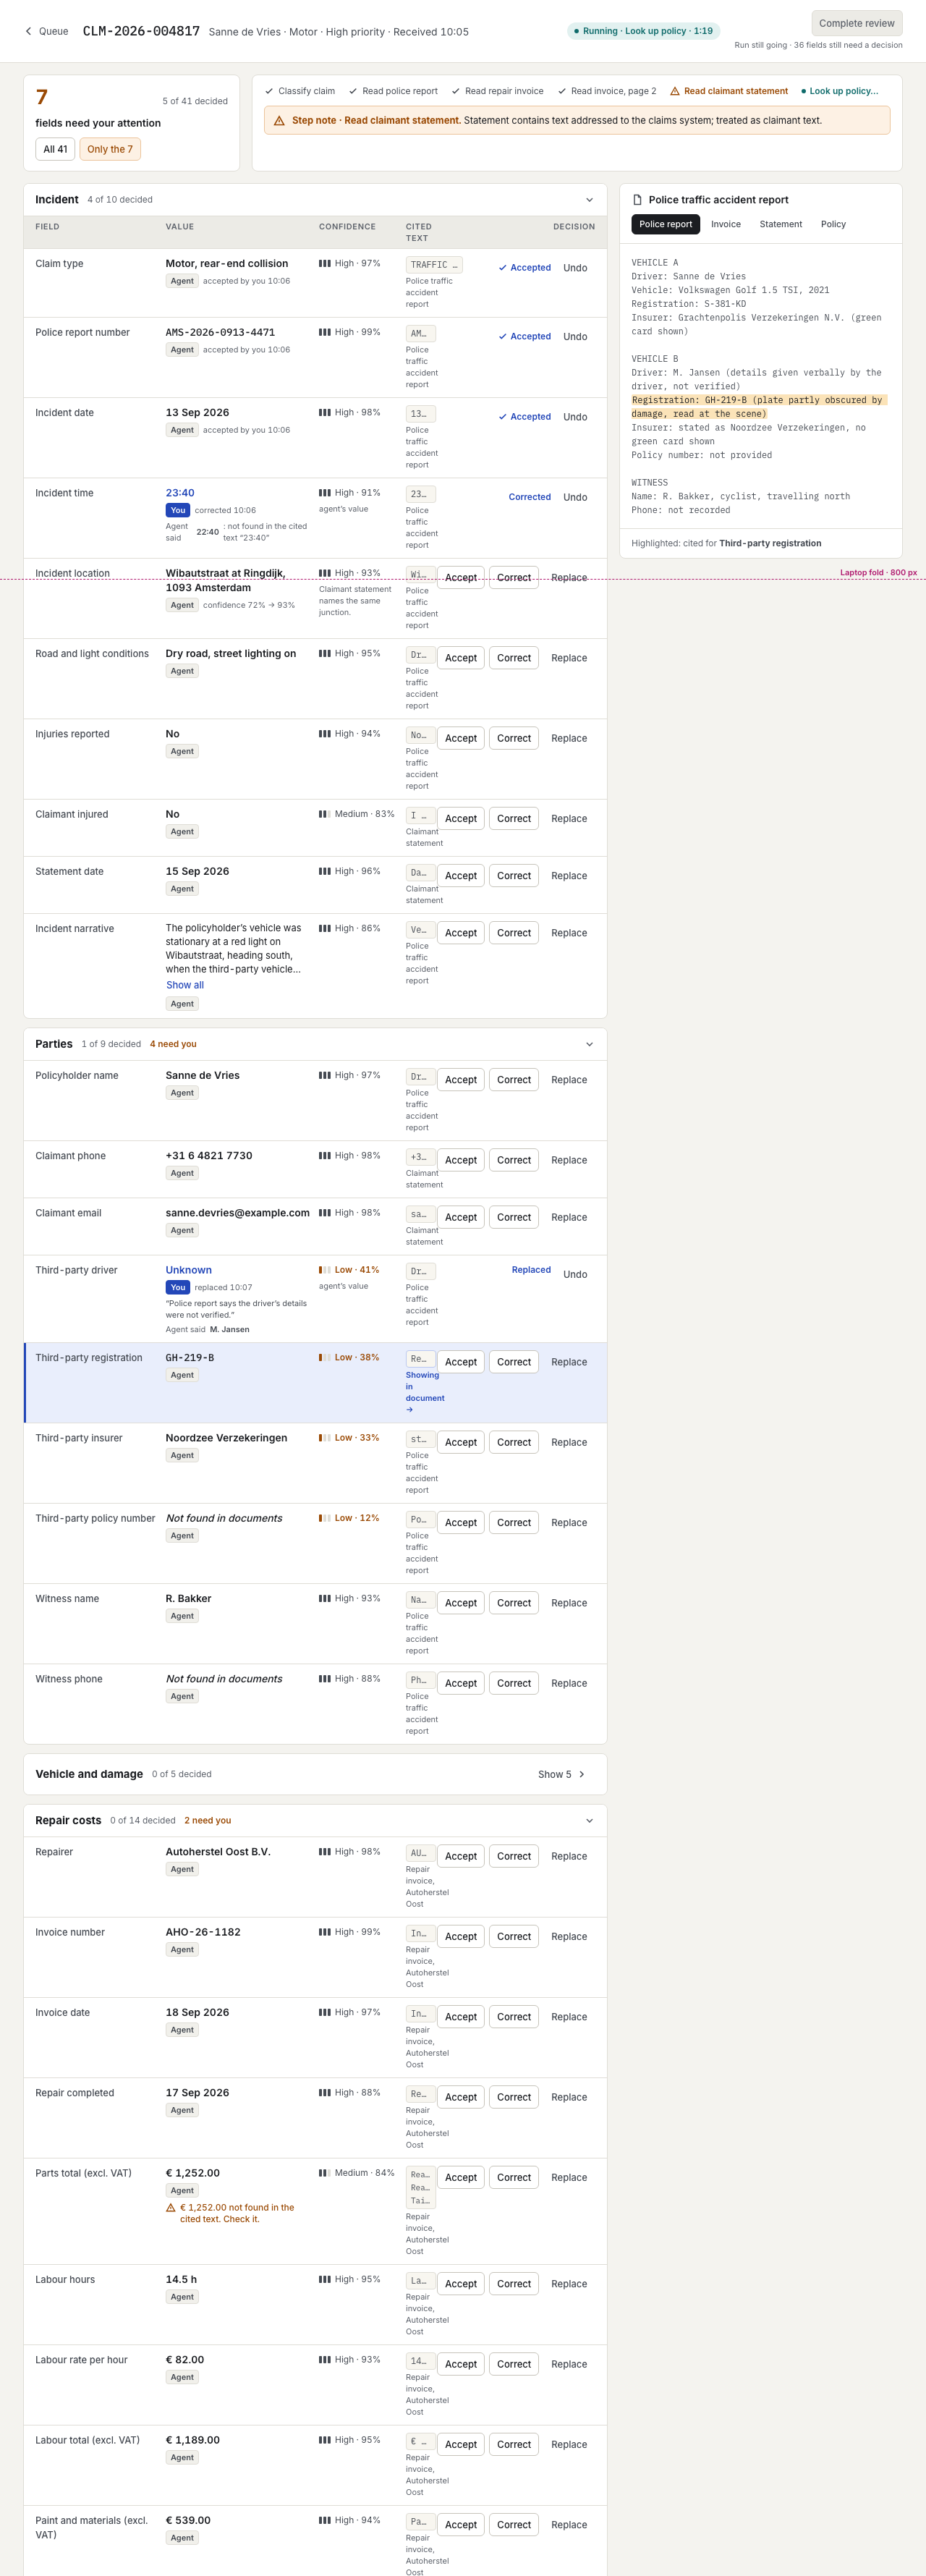 Queue
CLM-2026-004817 Sanne de Vries · Motor · High priority · Received 10:05
Running · Look up policy · 1:19
Complete review
Run still going · 36 fields still need a decision
7
5 of 41 decided
fields need your attention
All 41
Only the 7
Classify claim
Read police report
Read repair invoice
Read invoice, page 2
Read claimant statement
Look up policy…
Step note · Read claimant statement. Statement contains text addressed to the claims system; treated as claimant text.
Incident 4 of 10 decided
FIELD VALUE CONFIDENCE CITED TEXT DECISION
Claim type
Motor, rear-end collision
Agent accepted by you 10:06
High · 97%
TRAFFIC …
Police traffic
accident
report
Accepted Undo
Police report number
AMS-2026-0913-4471
Agent accepted by you 10:06
High · 99%
AM…
Police
traffic
accident
report
Accepted Undo
Incident date
13 Sep 2026
Agent accepted by you 10:06
High · 98%
13…
Police
traffic
accident
report
Accepted Undo
Incident time
23:40
You corrected 10:06
Agent said 22:40 : not found in the cited text “23:40”
High · 91%
agent’s value
23…
Police
traffic
accident
report
Corrected Undo
Incident location
Wibautstraat at Ringdijk,
1093 Amsterdam
Agent confidence 72% → 93%
High · 93%
Claimant statement
names the same
junction.
Wi…
Police
traffic
accident
report
Accept Correct Replace
Road and light conditions
Dry road, street lighting on
Agent
High · 95%
Dr…
Police
traffic
accident
report
Accept Correct Replace
Injuries reported
No
Agent
High · 94%
No…
Police
traffic
accident
report
Accept Correct Replace
Claimant injured
No
Agent
Medium · 83%
I …
Claimant
statement
Accept Correct Replace
Statement date
15 Sep 2026
Agent
High · 96%
Da…
Claimant
statement
Accept Correct Replace
Incident narrative
The policyholder’s vehicle was
stationary at a red light on
Wibautstraat, heading south,
when the third-party vehicle…
Show all
Agent
High · 86%
Ve…
Police
traffic
accident
report
Accept Correct Replace
Parties 1 of 9 decided 4 need you
Policyholder name
Sanne de Vries
Agent
High · 97%
Dr…
Police
traffic
accident
report
Accept Correct Replace
Claimant phone
+31 6 4821 7730
Agent
High · 98%
+3…
Claimant
statement
Accept Correct Replace
Claimant email
sanne.devries@example.com
Agent
High · 98%
sa…
Claimant
statement
Accept Correct Replace
Third-party driver
Unknown
You replaced 10:07
“Police report says the driver’s details
were not verified.”
Agent said M. Jansen
Low · 41%
agent’s value
Dr…
Police
traffic
accident
report
Replaced Undo
Third-party registration
GH-219-B
Agent
Low · 38%
Re…
Showing
in
document
→
Accept Correct Replace
Third-party insurer
Noordzee Verzekeringen
Agent
Low · 33%
st…
Police
traffic
accident
report
Accept Correct Replace
Third-party policy number
Not found in documents
Agent
Low · 12%
Po…
Police
traffic
accident
report
Accept Correct Replace
Witness name
R. Bakker
Agent
High · 93%
Na…
Police
traffic
accident
report
Accept Correct Replace
Witness phone
Not found in documents
Agent
High · 88%
Ph…
Police
traffic
accident
report
Accept Correct Replace
Vehicle and damage 0 of 5 decided
Show 5
Repair costs 0 of 14 decided 2 need you
Repairer
Autoherstel Oost B.V.
Agent
High · 98%
AU…
Repair
invoice,
Autoherstel
Oost
Accept Correct Replace
Invoice number
AHO-26-1182
Agent
High · 99%
In…
Repair
invoice,
Autoherstel
Oost
Accept Correct Replace
Invoice date
18 Sep 2026
Agent
High · 97%
In…
Repair
invoice,
Autoherstel
Oost
Accept Correct Replace
Repair completed
17 Sep 2026
Agent
High · 88%
Re…
Repair
invoice,
Autoherstel
Oost
Accept Correct Replace
Parts total (excl. VAT)
€ 1,252.00
Agent
€ 1,252.00 not found in the
cited text. Check it.
Medium · 84%
Rea…
Rea…
Tai…
Repair
invoice,
Autoherstel
Oost
Accept Correct Replace
Labour hours
14.5 h
Agent
High · 95%
La…
Repair
invoice,
Autoherstel
Oost
Accept Correct Replace
Labour rate per hour
€ 82.00
Agent
High · 93%
14…
Repair
invoice,
Autoherstel
Oost
Accept Correct Replace
Labour total (excl. VAT)
€ 1,189.00
Agent
High · 95%
€ …
Repair
invoice,
Autoherstel
Oost
Accept Correct Replace
Paint and materials (excl.
VAT)
€ 539.00
Agent
High · 94%
Pa…
Repair
invoice,
Autoherstel
Oost
Accept Correct Replace
Police traffic accident report
Police report Invoice Statement Policy
VEHICLE A
Driver: Sanne de Vries
Vehicle: Volkswagen Golf 1.5 TSI, 2021
Registration: S-381-KD
Insurer: Grachtenpolis Verzekeringen N.V. (green
card shown)
VEHICLE B
Driver: M. Jansen (details given verbally by the
driver, not verified)
Registration: GH-219-B (plate partly obscured by
damage, read at the scene)
Insurer: stated as Noordzee Verzekeringen, no
green card shown
Policy number: not provided
WITNESS
Name: R. Bakker, cyclist, travelling north
Phone: not recorded
Highlighted: cited for Third-party registration
Laptop fold · 800 px